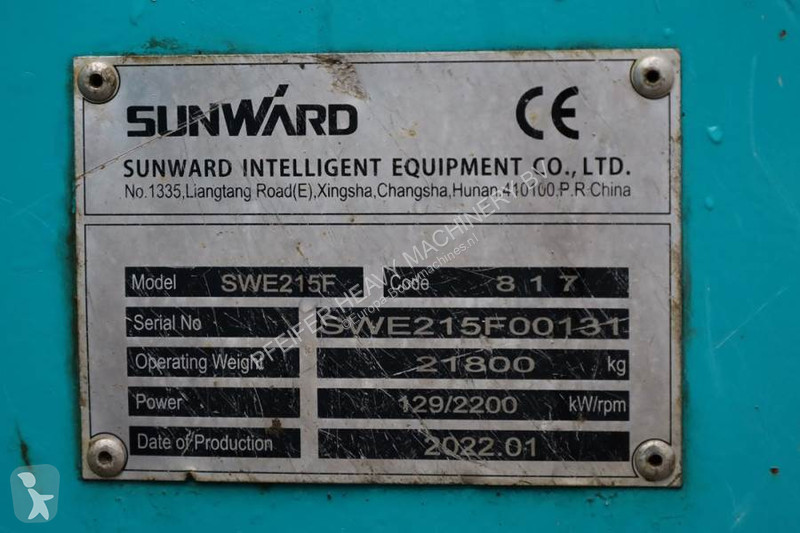 SUNWARD
CE
SUNWARD INTELLIGENT EQUIPMENT CO., LTD.
No.1335,Liangtang Road(E),Xingsha,Changsha,Hunan.410100.P.R.China
Model SWE215F Code 817
Serial No SWE215F00131
Operating Weight 21800 kg
Power 129/2200 kW/rpm
Date of Production 2022.01
PFEIFER HEAVY MACHINERY BV